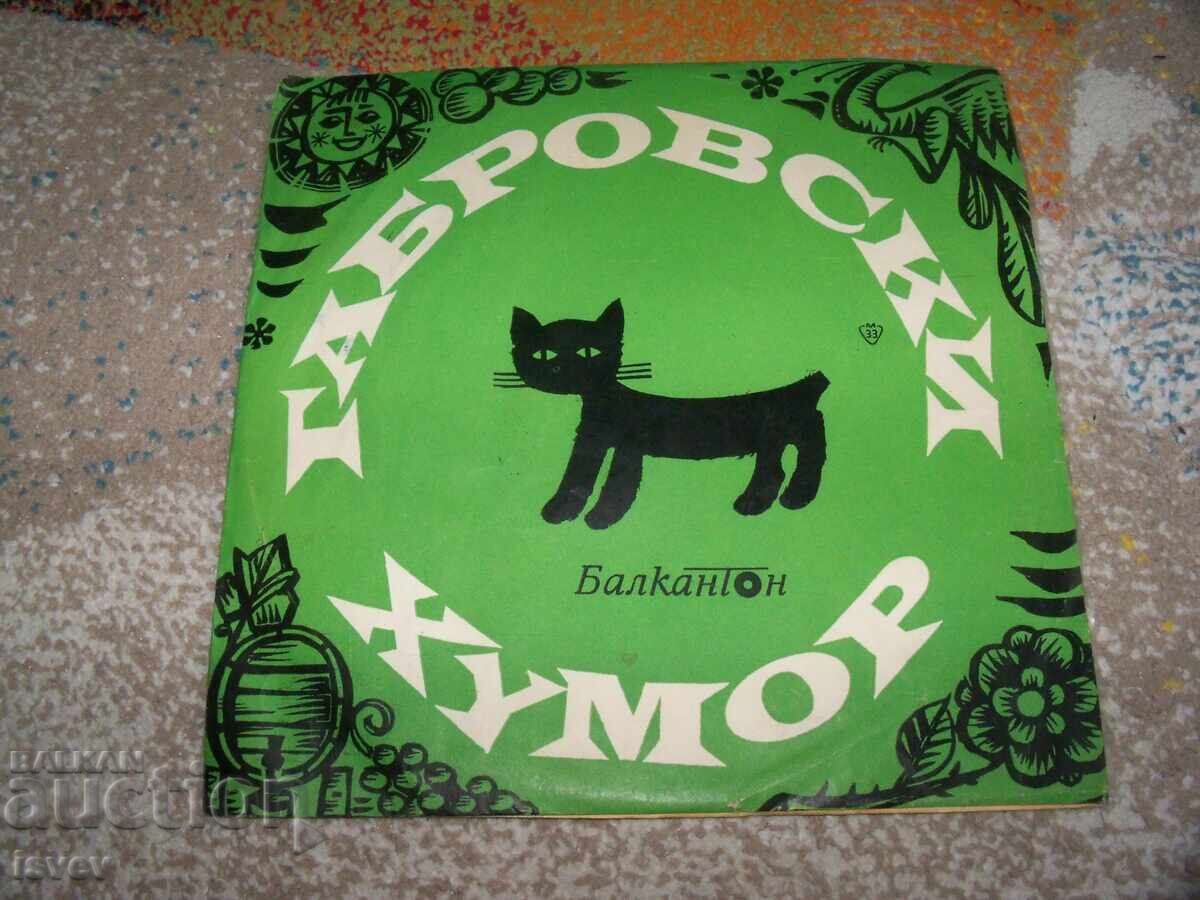 ГАБРОВСКИ
М
33
Балкантон
ХУМОР
BALKAN
auction
isvev